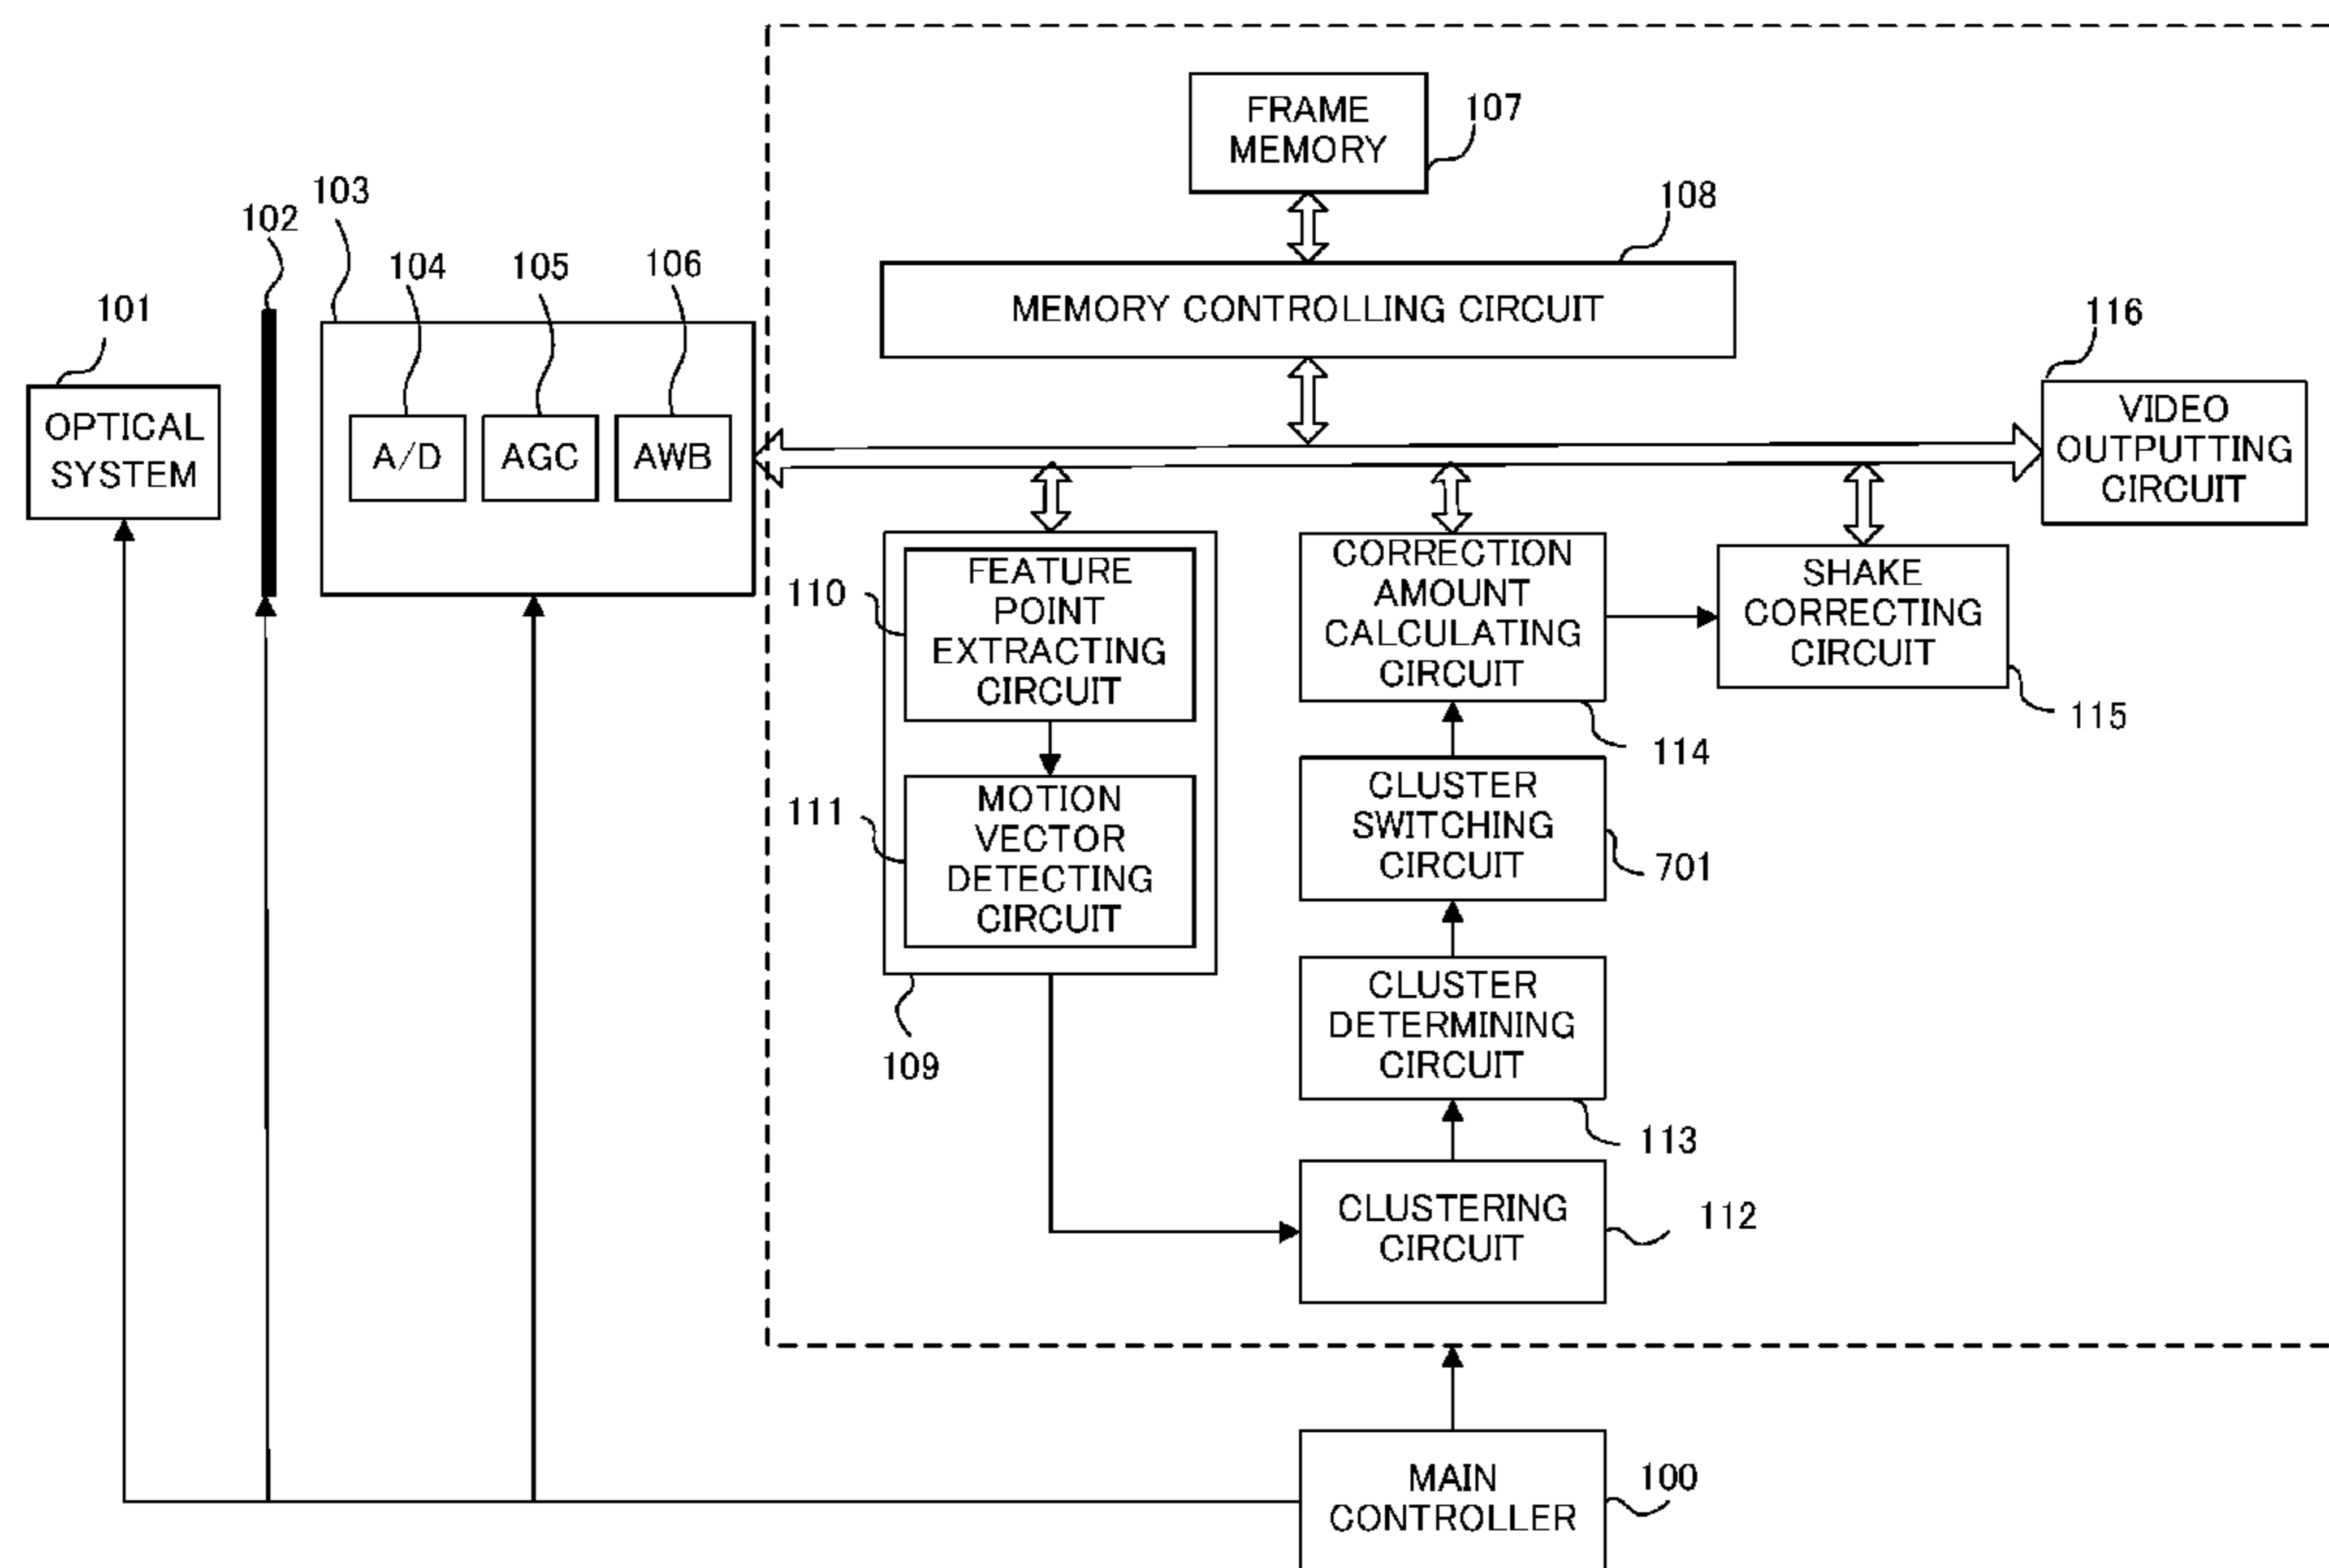 FRAME
MEMORY
107
103
102
108
104
105
106
101
MEMORY CONTROLLING CIRCUIT
116
OPTICAL
SYSTEM
A/D
AGC
AWB
VIDEO
OUTPUTTING
CIRCUIT
110
FEATURE
POINT
EXTRACTING
CIRCUIT
CORRECTION
AMOUNT
CALCULATING
CIRCUIT
SHAKE
CORRECTING
CIRCUIT
115
114
111
MOTION
VECTOR
DETECTING
CIRCUIT
CLUSTER
SWITCHING
CIRCUIT
701
109
CLUSTER
DETERMINING
CIRCUIT
113
CLUSTERING
CIRCUIT
112
MAIN
CONTROLLER
100